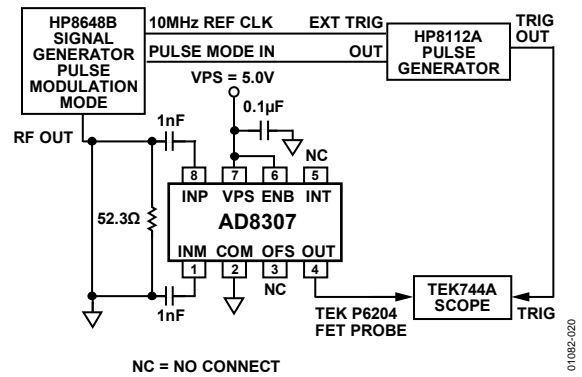 HP8648B
SIGNAL
GENERATOR
PULSE
MODULATION
MODE
10MHz REF CLK
EXT TRIG
PULSE MODE IN
OUT
HP8112A
PULSE
GENERATOR
TRIG
OUT
VPS = 5.0V
0.1µF
1nF
RF OUT
NC
8
7
6
5
INP
VPS
ENB
INT
52.3Ω
AD8307
INM
COM
OFS
OUT
1
2
3
4
NC
1nF
TEK P6204
FET PROBE
TEK744A
SCOPE
TRIG
NC = NO CONNECT
01082-020